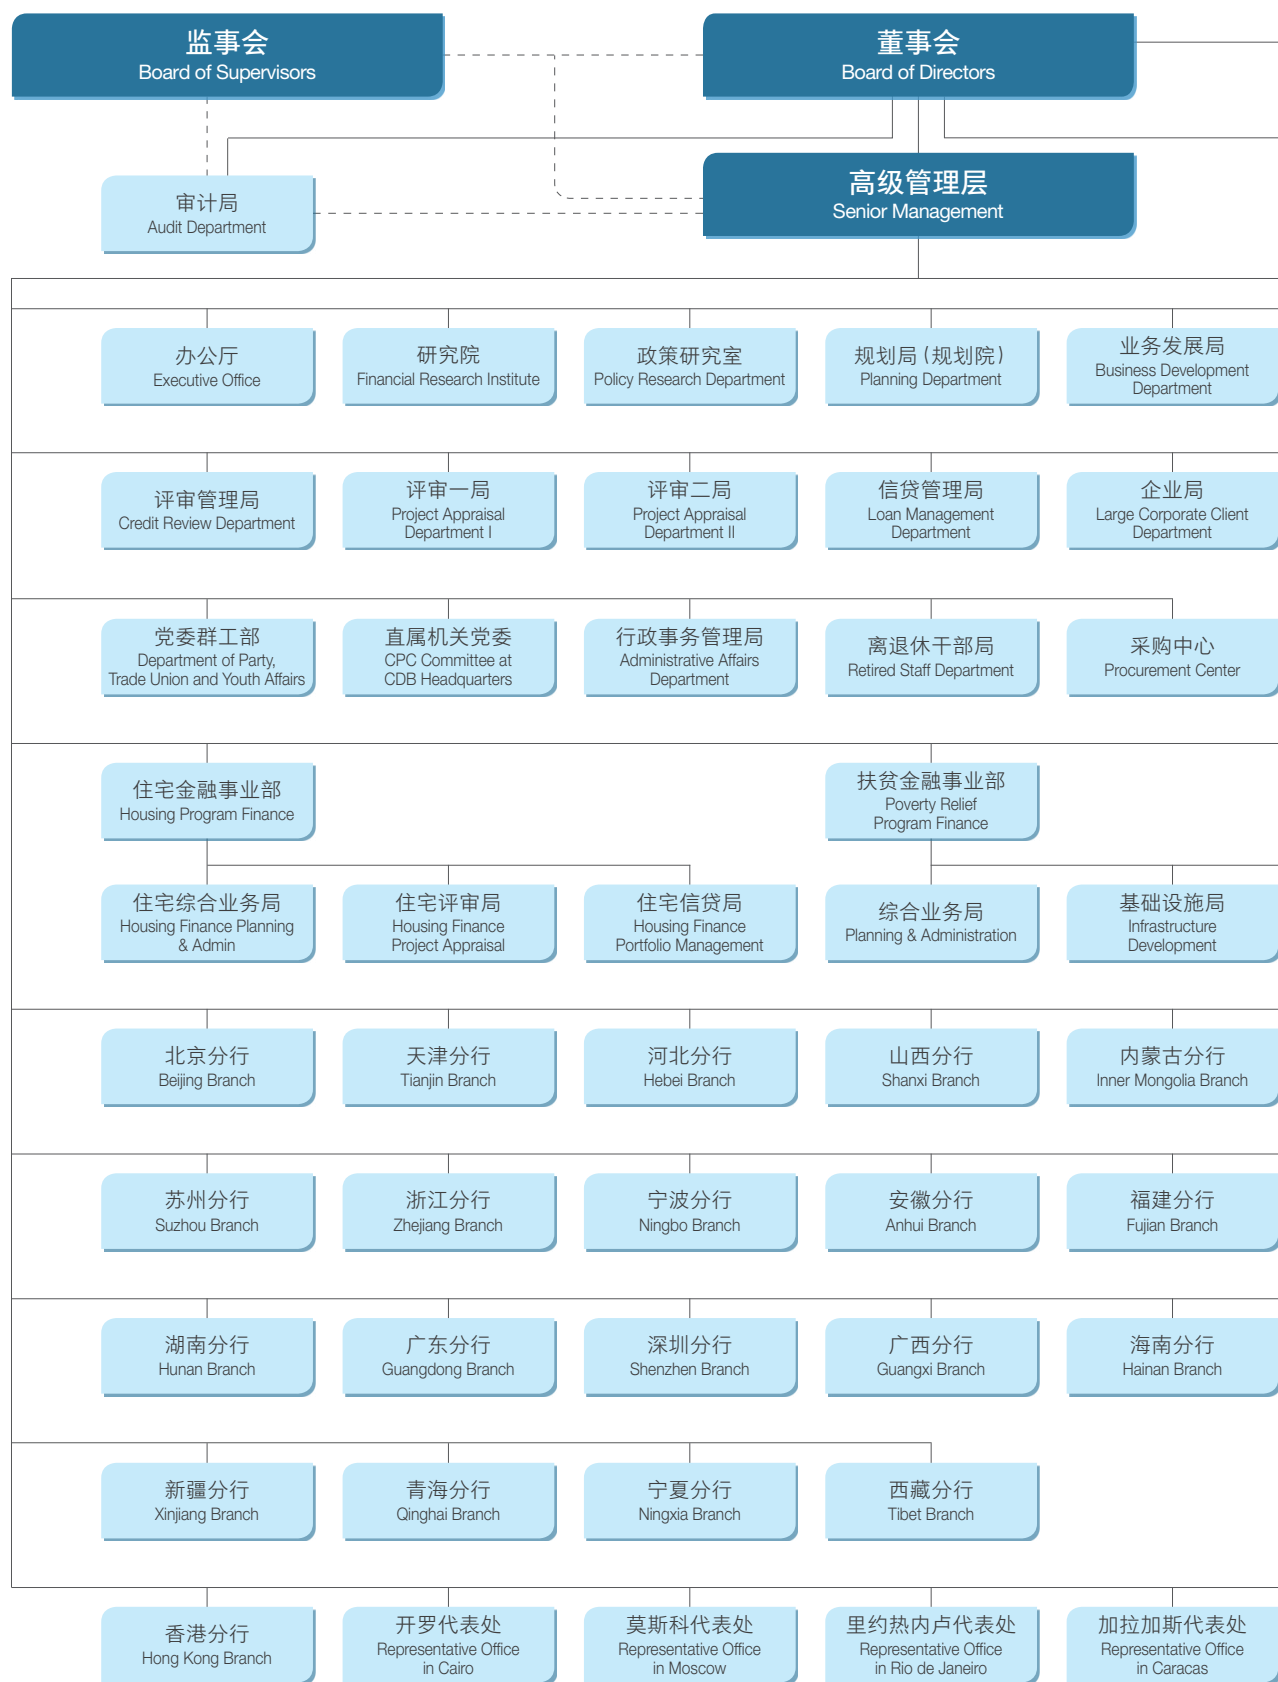 监事会
Board of Supervisors
董事会
Board of Directors
审计局
Audit Department
高级管理层
Senior Management
办公厅
Executive Office
研究院
Financial Research Institute
政策研究室
Policy Research Department
规划局（规划院）
Planning Department
业务发展局
Business Development
Department
评审管理局
Credit Review Department
评审一局
Project Appraisal
Department I
评审二局
Project Appraisal
Department II
信贷管理局
Loan Management
Department
企业局
Large Corporate Client
Department
党委群工部
Department of Party,
Trade Union and Youth Affairs
直属机关党委
CPC Committee at
CDB Headquarters
行政事务管理局
Administrative Affairs
Department
离退休干部局
Retired Staff Department
采购中心
Procurement Center
住宅金融事业部
Housing Program Finance
扶贫金融事业部
Poverty Relief
Program Finance
住宅综合业务局
Housing Finance Planning
& Admin
住宅评审局
Housing Finance
Project Appraisal
住宅信贷局
Housing Finance
Portfolio Management
综合业务局
Planning & Administration
基础设施局
Infrastructure
Development
北京分行
Beijing Branch
天津分行
Tianjin Branch
河北分行
Hebei Branch
山西分行
Shanxi Branch
内蒙古分行
Inner Mongolia Branch
苏州分行
Suzhou Branch
浙江分行
Zhejiang Branch
宁波分行
Ningbo Branch
安徽分行
Anhui Branch
福建分行
Fujian Branch
湖南分行
Hunan Branch
广东分行
Guangdong Branch
深圳分行
Shenzhen Branch
广西分行
Guangxi Branch
海南分行
Hainan Branch
新疆分行
Xinjiang Branch
青海分行
Qinghai Branch
宁夏分行
Ningxia Branch
西藏分行
Tibet Branch
香港分行
Hong Kong Branch
开罗代表处
Representative Office
in Cairo
莫斯科代表处
Representative Office
in Moscow
里约热内卢代表处
Representative Office
in Rio de Janeiro
加拉加斯代表处
Representative Office
in Caracas